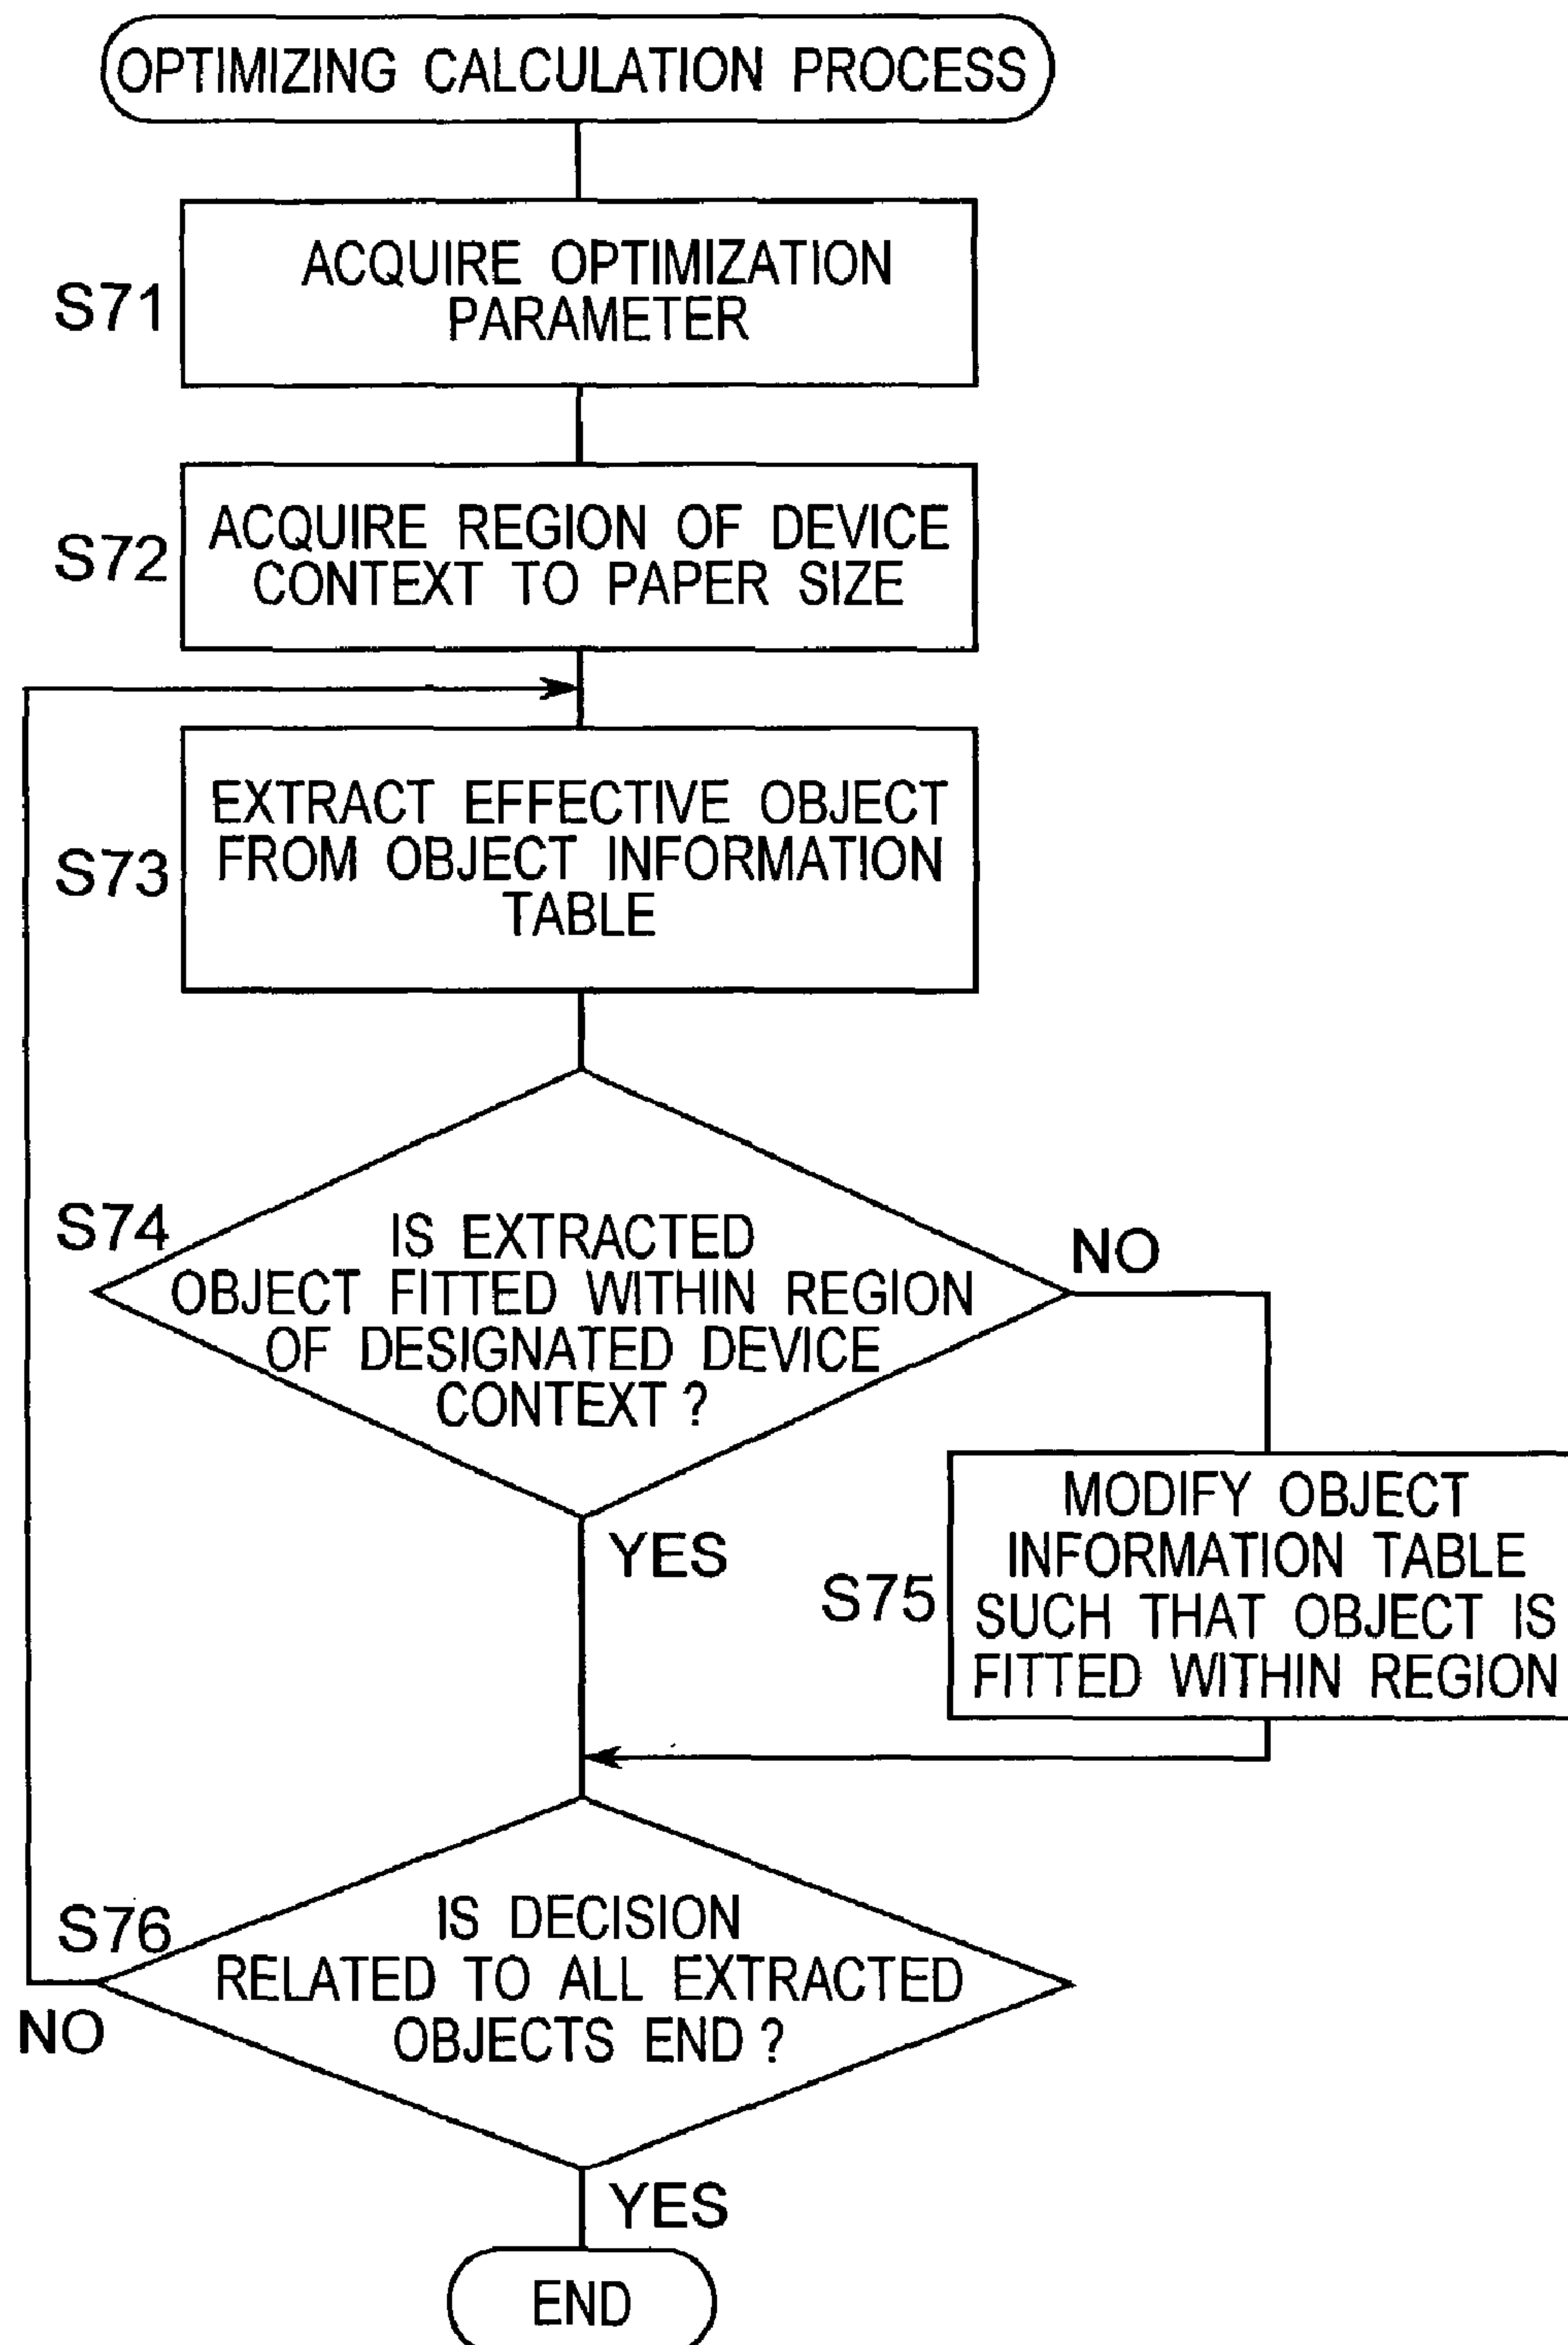 OPTIMIZING CALCULATION PROCESS
S71
ACQUIRE OPTIMIZATION
PARAMETER
S72
ACQUIRE REGION OF DEVICE
CONTEXT TO PAPER SIZE
S73
EXTRACT EFFECTIVE OBJECT
FROM OBJECT INFORMATION
TABLE
S74
IS EXTRACTED
OBJECT FITTED WITHIN REGION
OF DESIGNATED DEVICE
CONTEXT ?
NO
YES
S75
MODIFY OBJECT
INFORMATION TABLE
SUCH THAT OBJECT IS
FITTED WITHIN REGION
S76
IS DECISION
RELATED TO ALL EXTRACTED
OBJECTS END ?
NO
YES
END